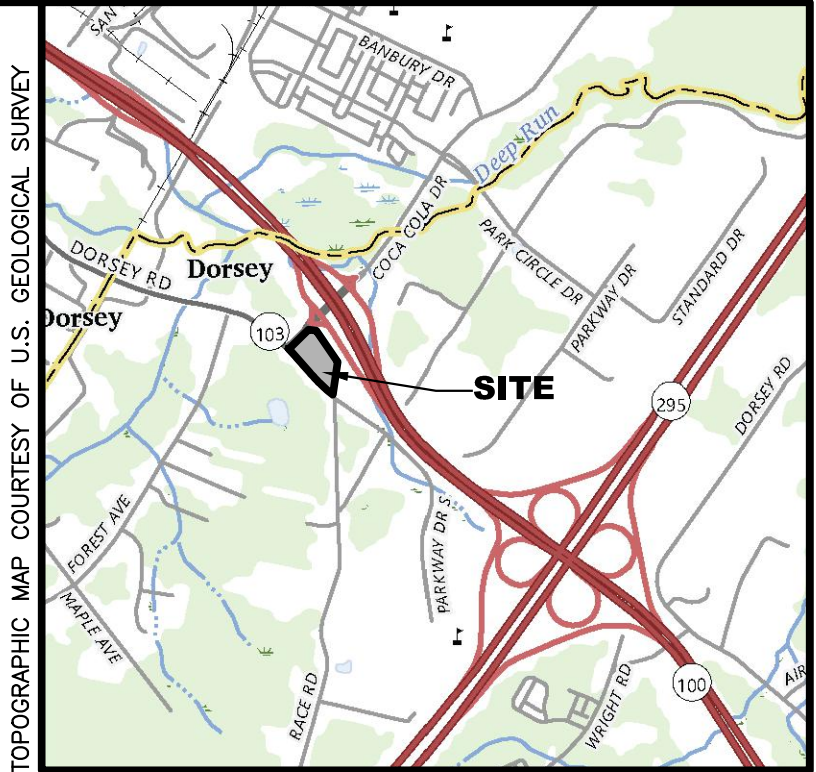 TOPOGRAPHIC MAP COURTESY OF U.S. GEOLOGICAL SURVEY
SAN
BANBURY DR
Deep Run
COCA COLA DR
PARK CIRCLE DR
DORSEY RD
Dorsey
Dorsey
PARKWAY DR
STANDARD DR
103
SITE
295
DORSEY RD
FOREST AVE
MAPLE AVE
PARKWAY DR S
RACE RD
WRIGHT RD
100
AIR